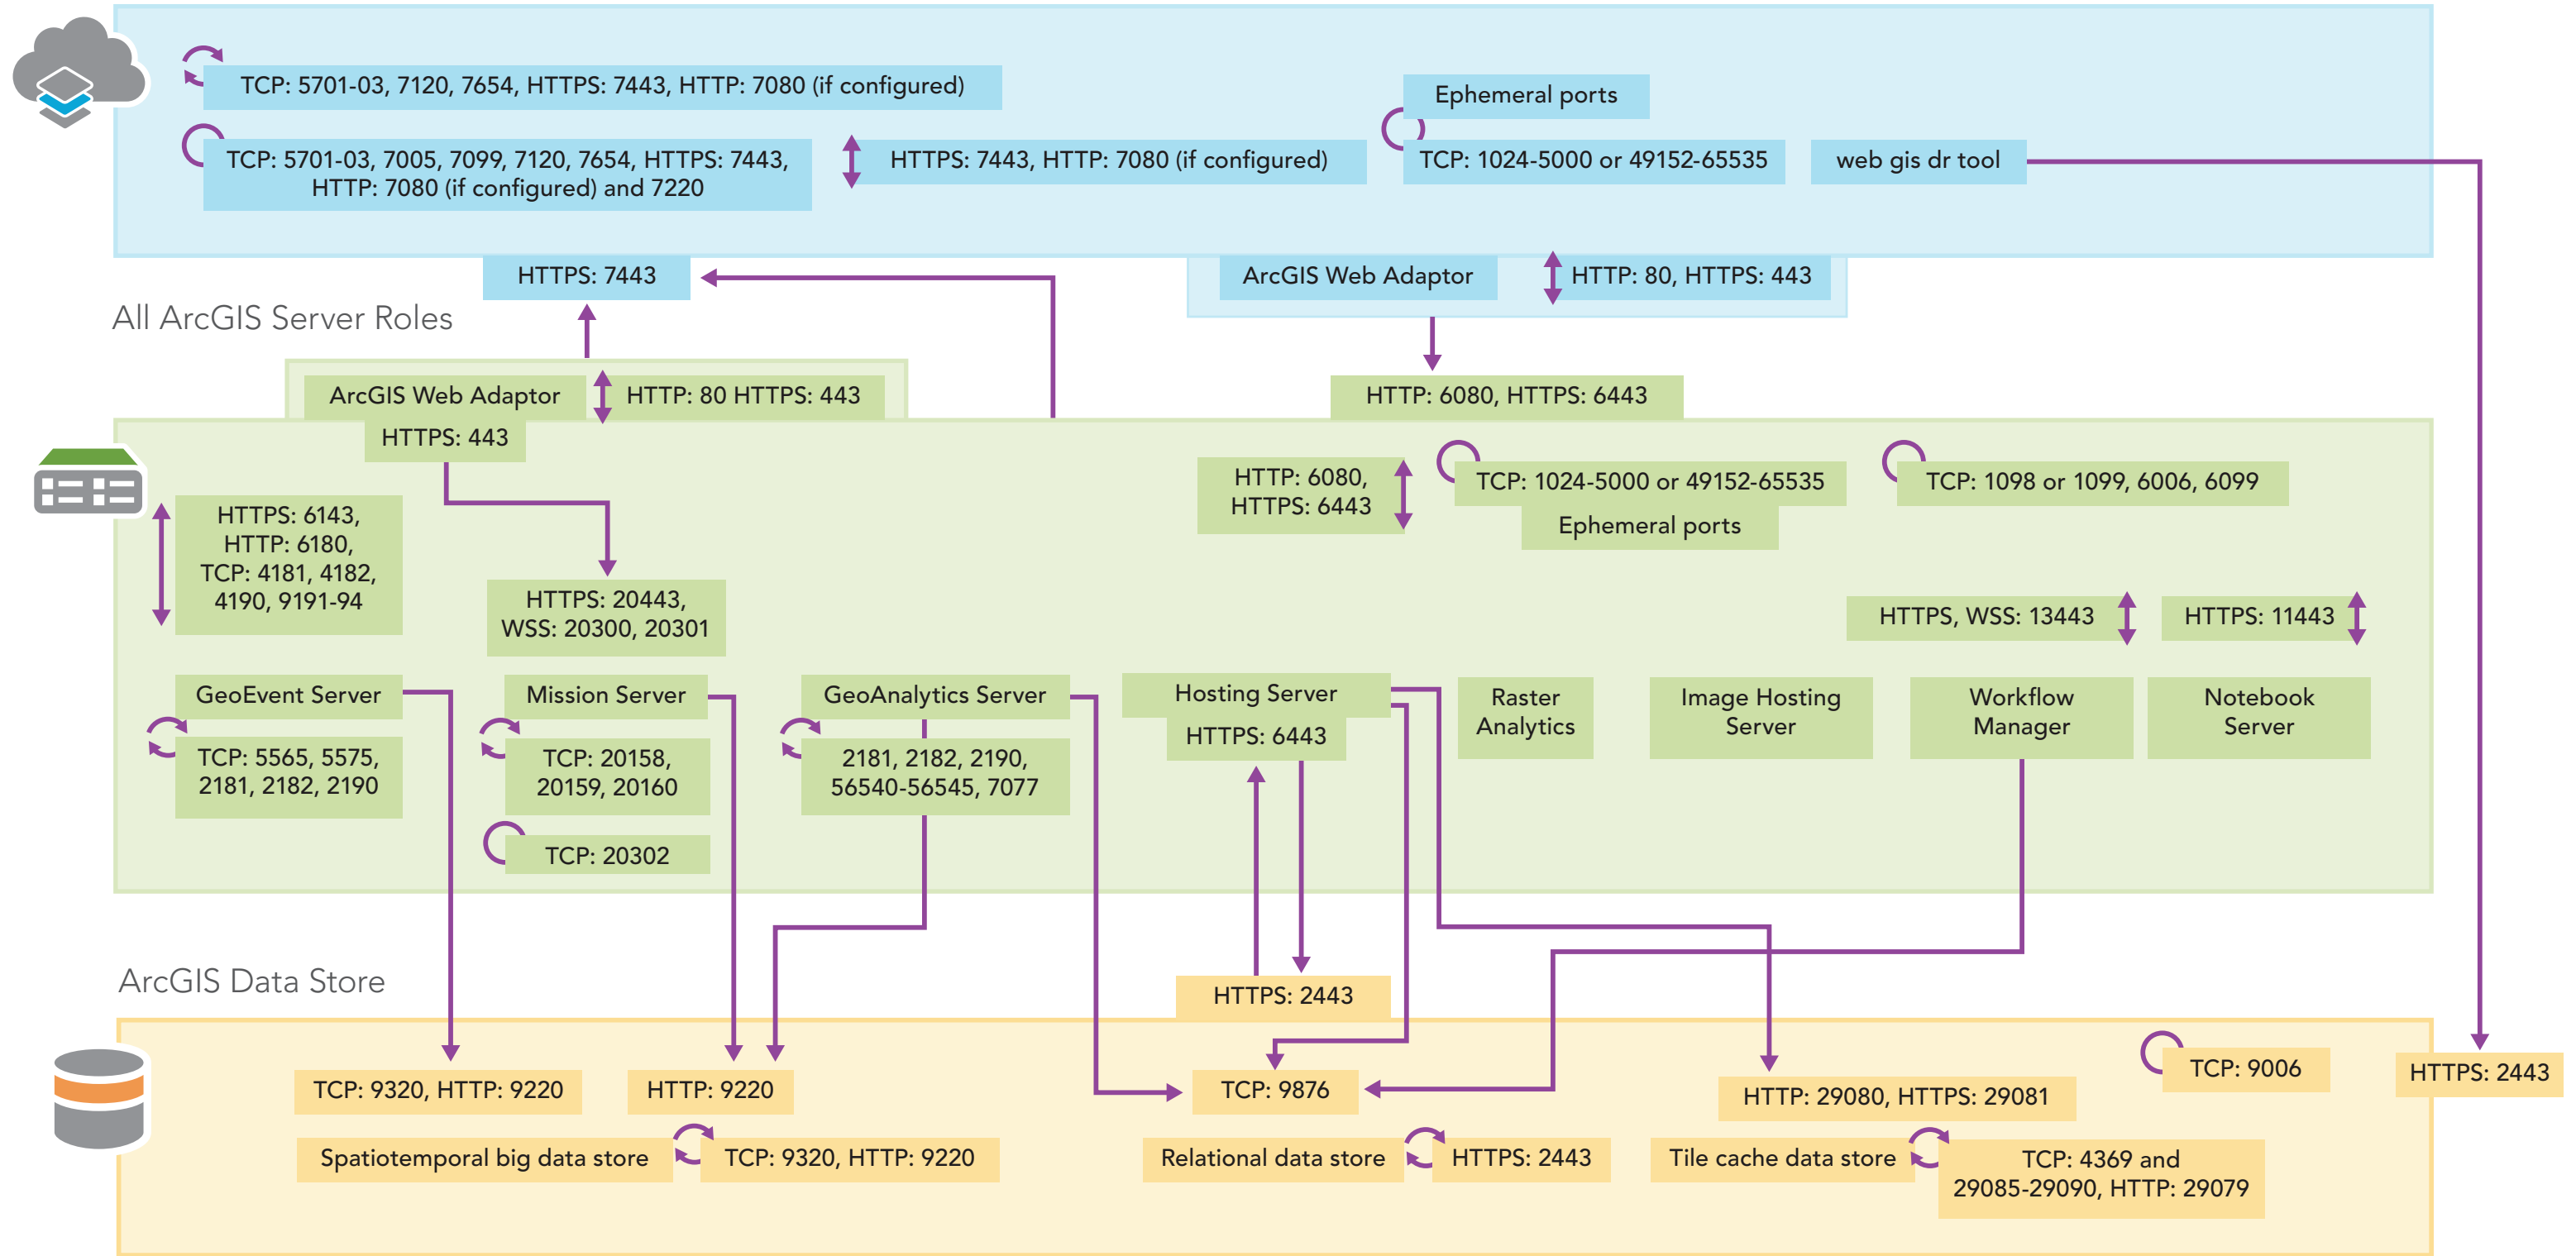 TCP: 5701-03, 7120, 7654, HTTPS: 7443, HTTP: 7080 (if configured)
Ephemeral ports
TCP: 5701-03, 7005, 7099, 7120, 7654, HTTPS: 7443,
HTTP: 7080 (if configured) and 7220
HTTPS: 7443, HTTP: 7080 (if configured)
TCP: 1024-5000 or 49152-65535
web gis dr tool
HTTPS: 7443
ArcGIS Web Adaptor
HTTP: 80, HTTPS: 443
All ArcGIS Server Roles
ArcGIS Web Adaptor
HTTP: 80 HTTPS: 443
HTTP: 6080, HTTPS: 6443
HTTPS: 443
HTTP: 6080,
HTTPS: 6443
TCP: 1024-5000 or 49152-65535
Ephemeral ports
TCP: 1098 or 1099, 6006, 6099
HTTPS: 6143,
HTTP: 6180,
TCP: 4181, 4182,
4190, 9191-94
HTTPS: 20443,
WSS: 20300, 20301
HTTPS, WSS: 13443
HTTPS: 11443
GeoEvent Server
Mission Server
GeoAnalytics Server
Hosting Server
HTTPS: 6443
Raster
Analytics
Image Hosting
Server
Workflow
Manager
Notebook
Server
TCP: 5565, 5575,
2181, 2182, 2190
TCP: 20158,
20159, 20160
2181, 2182, 2190,
56540-56545, 7077
TCP: 20302
ArcGIS Data Store
HTTPS: 2443
TCP: 9320, HTTP: 9220
HTTP: 9220
TCP: 9876
HTTP: 29080, HTTPS: 29081
TCP: 9006
HTTPS: 2443
Spatiotemporal big data store
TCP: 9320, HTTP: 9220
Relational data store
HTTPS: 2443
Tile cache data store
TCP: 4369 and
29085-29090, HTTP: 29079